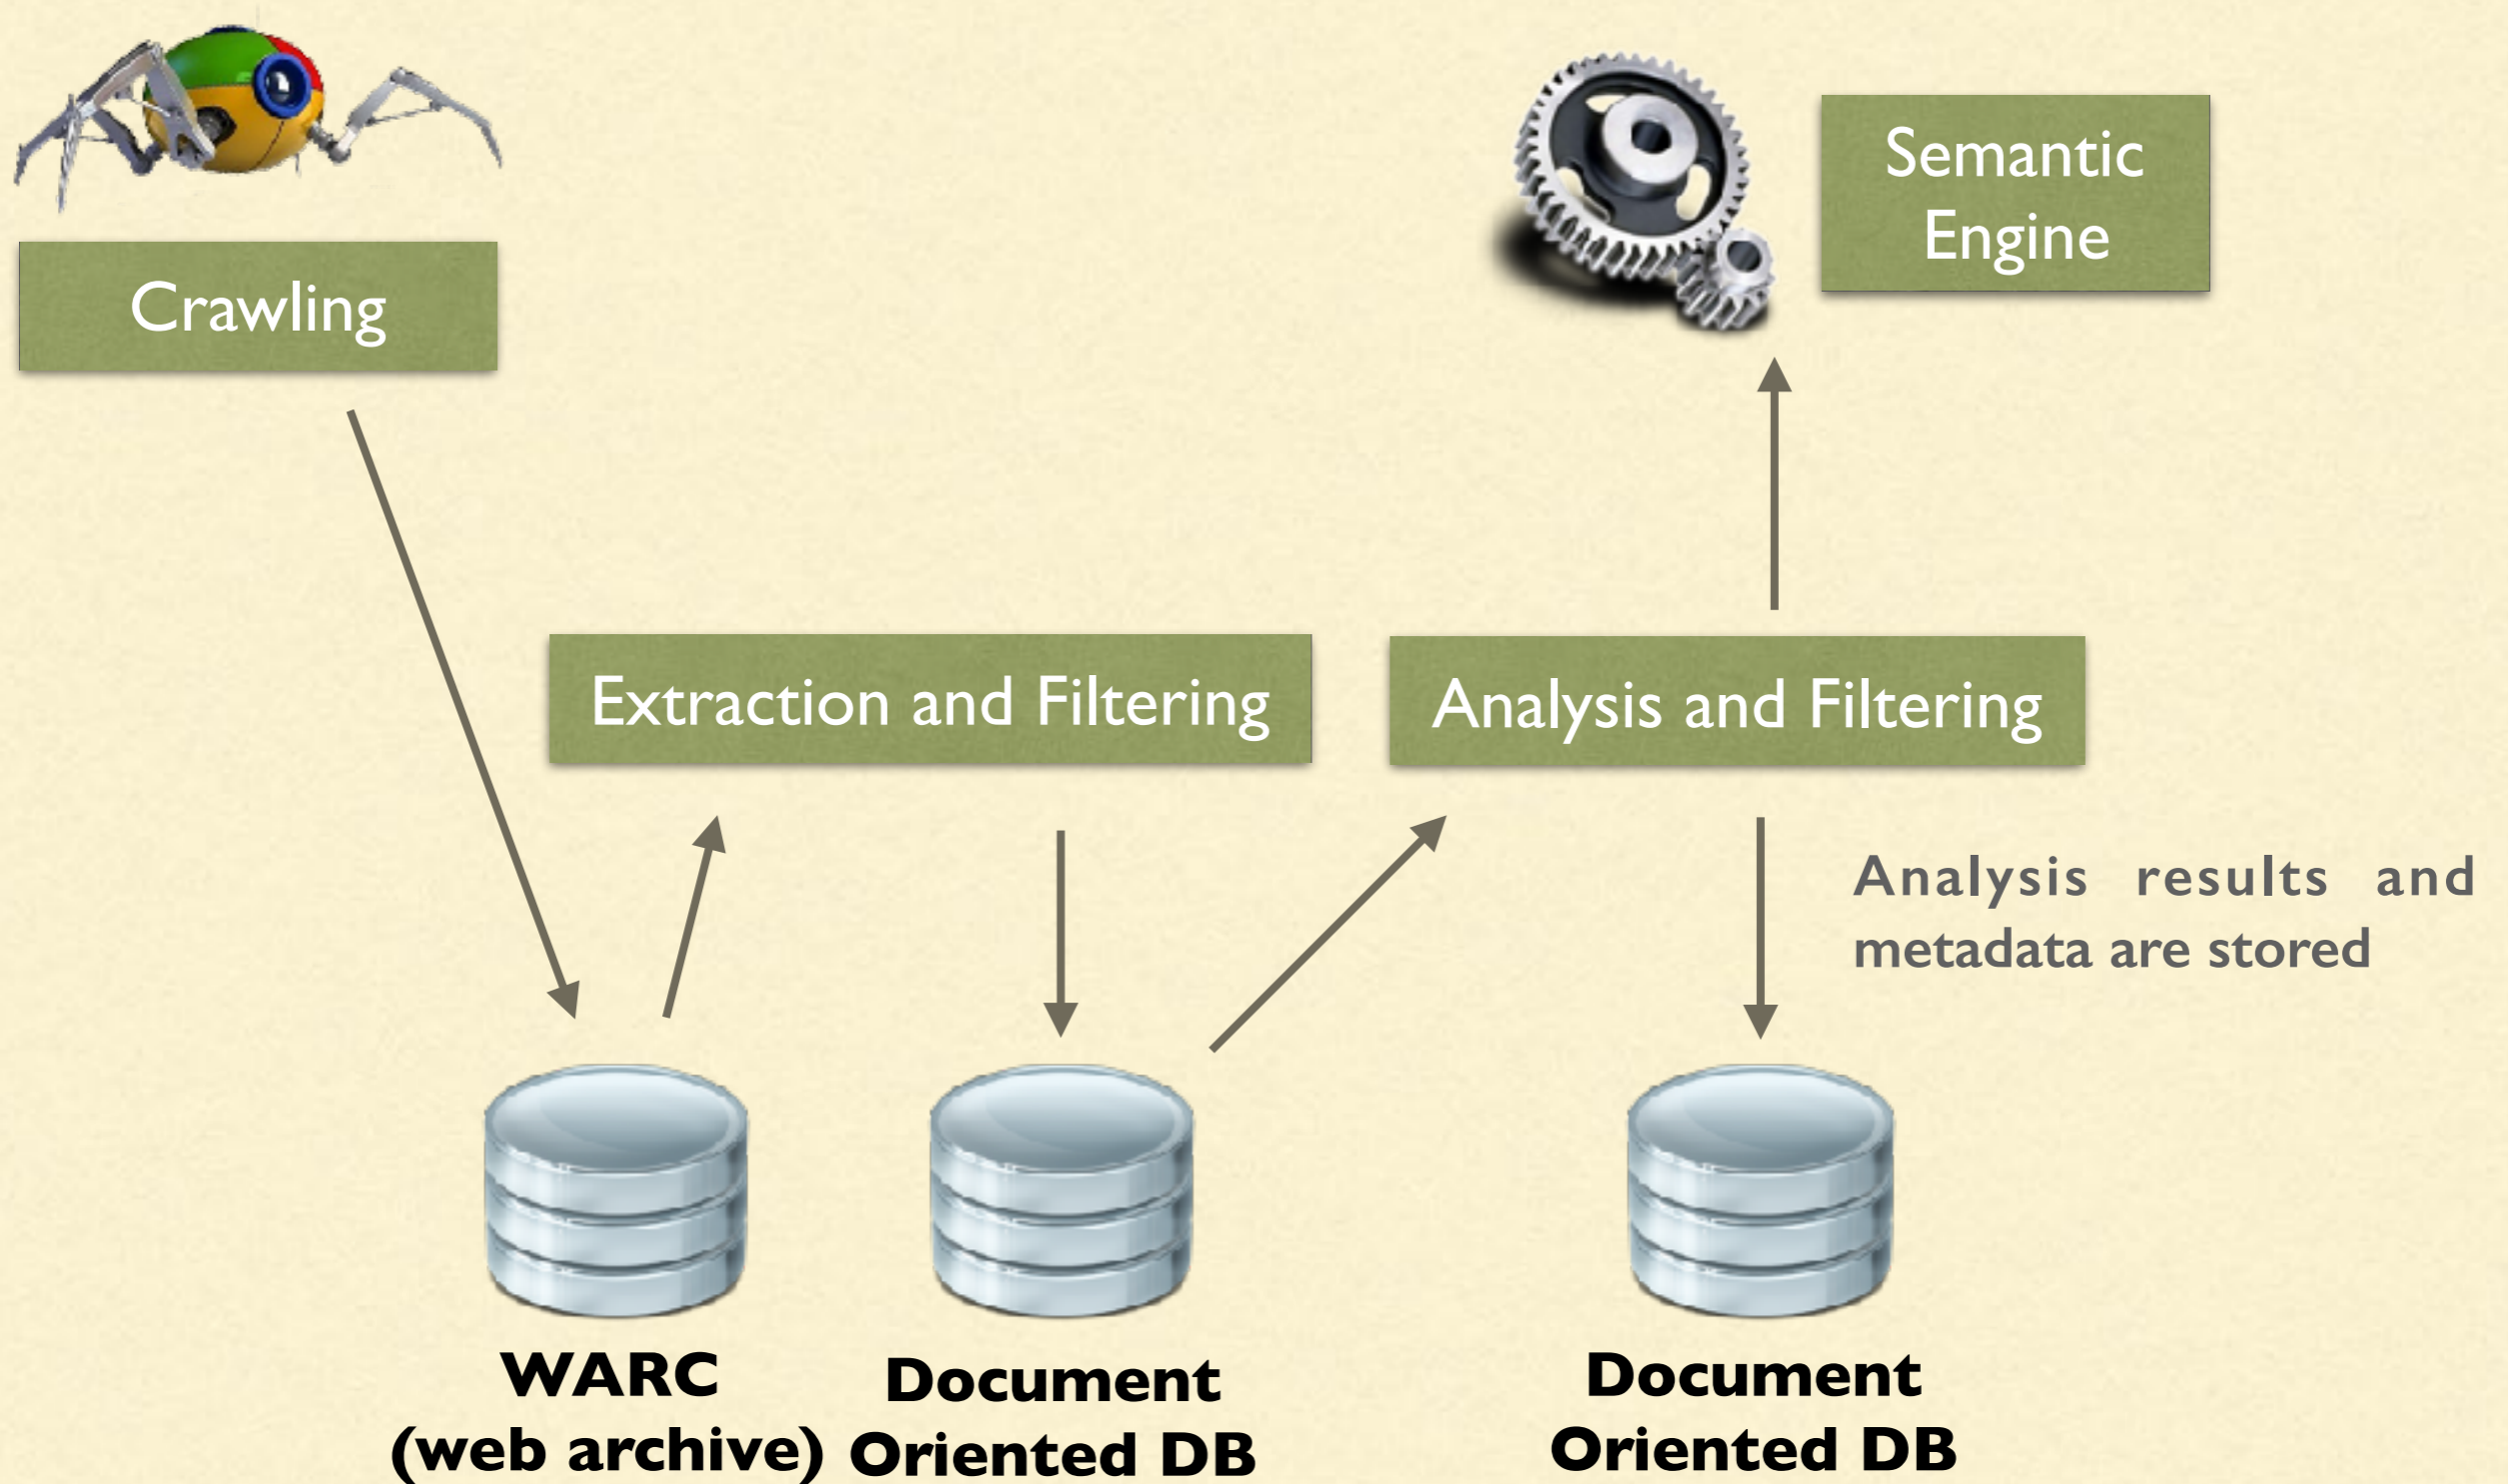 Crawling
Semantic
Engine
Extraction and Filtering
Analysis and Filtering
Analysis results and
metadata are stored
WARC
(web archive)
Document
Oriented DB
Document
Oriented DB